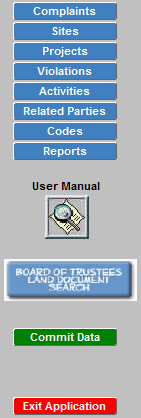 Complaints
Sites
Projects
Violations
Activities
Related Parties
Codes
Reports
User Manual
BOARD OF TRUSTEES
LAND DOCUMENT
SEARCH
Commit Data
Exit Application